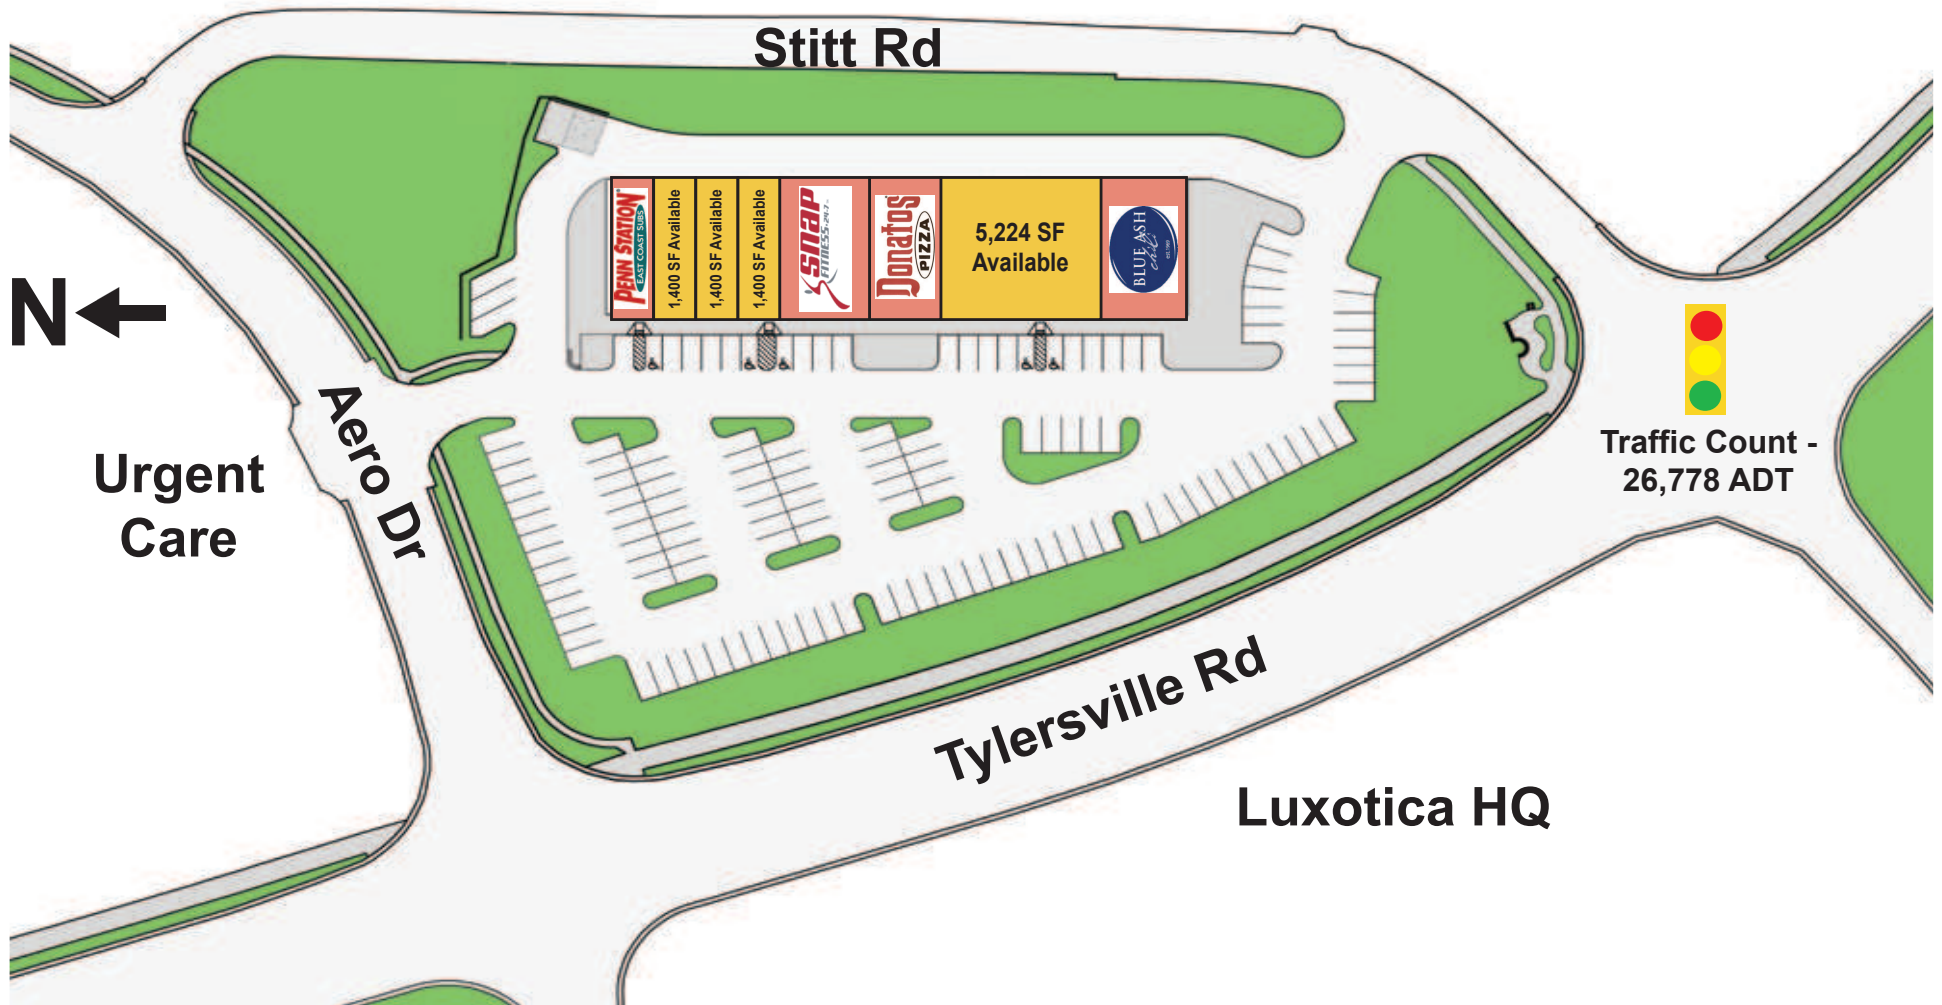 Stitt Rd
PENN STATION
EAST COAST SUBS
1,400 SF Available
1,400 SF Available
1,400 SF Available
SNAP
FITNESS-24-7
DONATOS
PIZZA
5,224 SF
Available
BLUE ASH
chili
N
Aero Dr
Urgent
Care
Traffic Count -
26,778 ADT
Tylersville Rd
Luxotica HQ